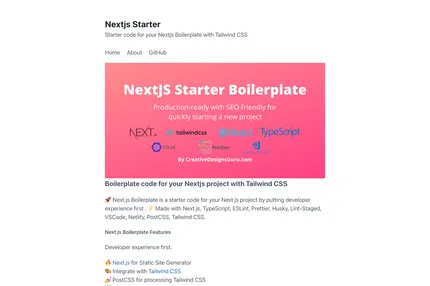 Nextjs Starter
Starter code for your Nextjs Boilerplate with Tailwind CSS
Home About GitHub
NextJS Starter Boilerplate
Production-ready with SEO-friendly for
quickly starting a new project
NEXT.JS tailwindcss TypeScript
ESLint Prettier
By CreativeDesignsGuru.com
Boilerplate code for your Nextjs project with Tailwind CSS
🚀 Next.js Boilerplate is a starter code for your Next js project by putting developer
experience first . ⚡️ Made with Next.js, TypeScript, ESLint, Prettier, Husky, Lint-Staged,
VSCode, Netlify, PostCSS, Tailwind CSS.
Next js Boilerplate Features
Developer experience first:
🔥 Next.js for Static Site Generator
🎨 Integrate with Tailwind CSS
💅 PostCSS for processing Tailwind CSS